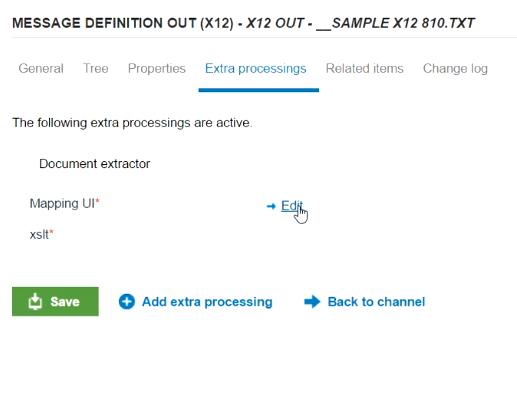 MESSAGE DEFINITION OUT (X12) - X12 OUT - __SAMPLE X12 810.TXT
General Tree Properties Extra processings Related items Change log
The following extra processings are active.
Document extractor
Mapping UI* Edit
xslt*
Save Add extra processing Back to channel